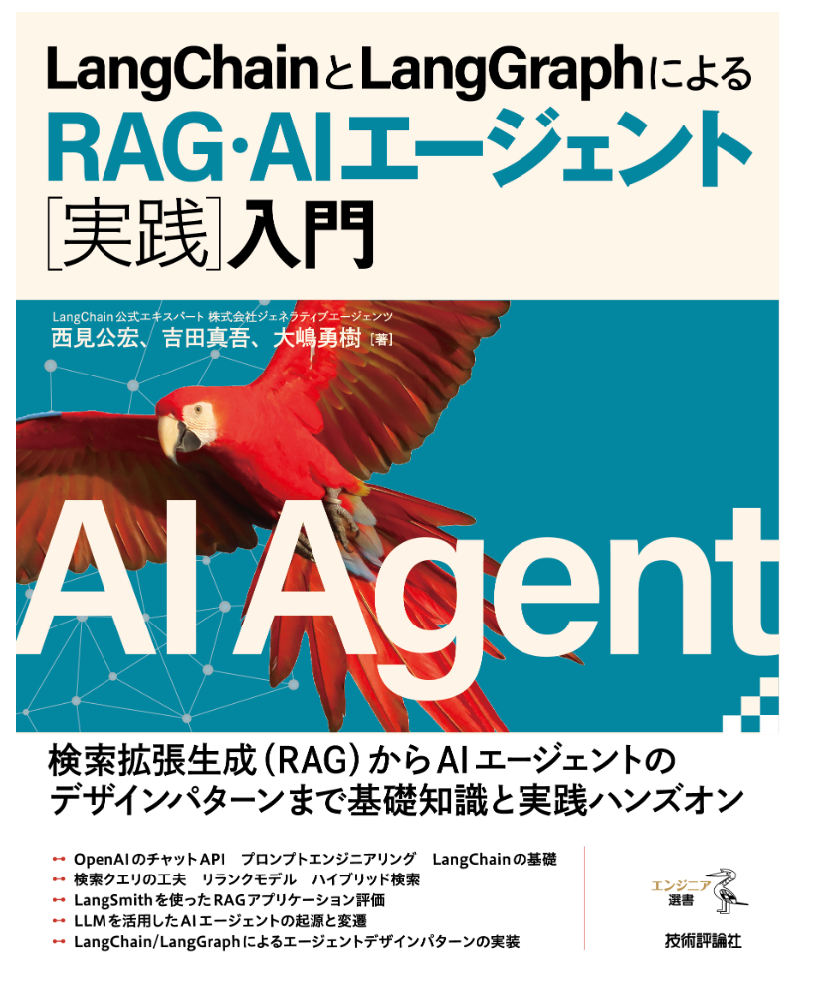 LangChainとLangGraphによる
RAG・AIエージェント
[実践]入門
LangChain公式エキスパート 株式会社ジェネラティブエージェンツ
西見公宏、吉田真吾、大嶋勇樹 [著]
AI Agent
検索拡張生成(RAG)からAIエージェントの
デザインパターンまで基礎知識と実践ハンズオン
OpenAIのチャットAPI プロンプトエンジニアリング LangChainの基礎
検索クエリの工夫 リランクモデル ハイブリッド検索
LangSmithを使ったRAGアプリケーション評価
LLMを活用したAIエージェントの起源と変遷
LangChain/LangGraphによるエージェントデザインパターンの実装
エンジニア
選書
技術評論社